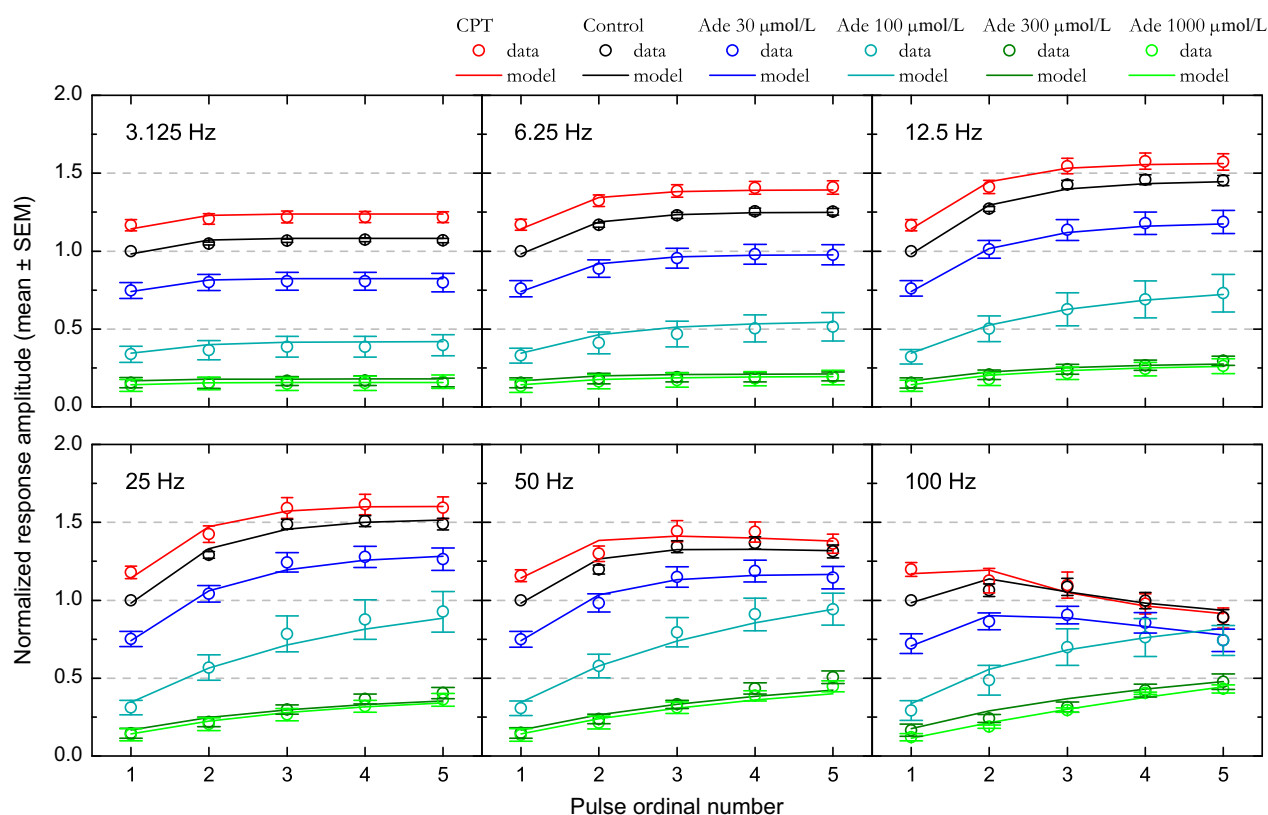 CPT Control Ade 30 μmol/L Ade 100 μmol/L Ade 300 μmol/L Ade 1000 μmol/L
data data data data data data
model model model model model model
Normalized response amplitude (mean ± SEM)
2.0
3.125 Hz 6.25 Hz 12.5 Hz
1.5
1.0
0.5
0.0
2.0
25 Hz 50 Hz 100 Hz
1.5
1.0
0.5
0.0
1 2 3 4 5 1 2 3 4 5 1 2 3 4 5
Pulse ordinal number